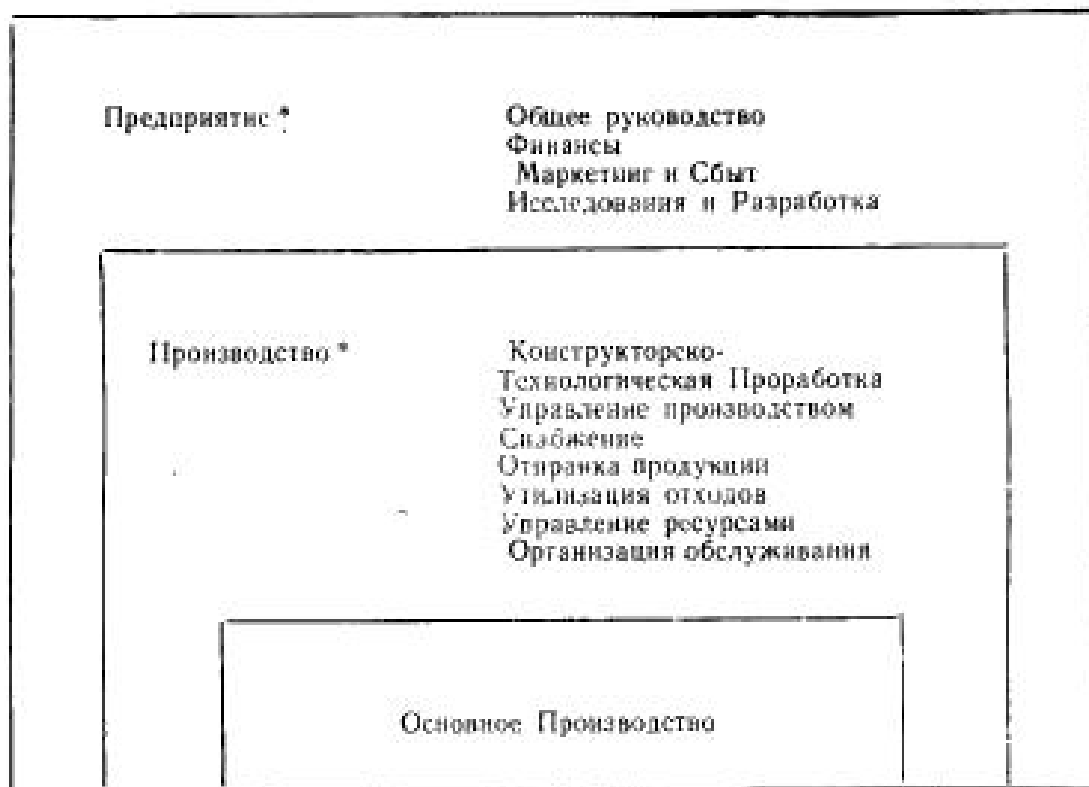 Предприятие *
Общее руководство
Финансы
Маркетинг и Сбыт
Исследования и Разработка
Производство *
Конструкторско-
Технологическая Проработка
Управление производством
Снабжение
Отправка продукции
Утилизация отходов
Управление ресурсами
Организация обслуживания
Основное Производство